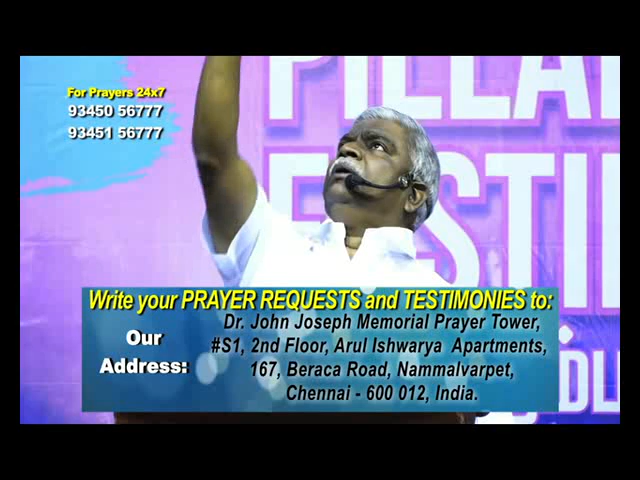 For Prayers 24x7
93450 56777
93451 56777
Write your PRAYER REQUESTS and TESTIMONIES to:
Our
Address:
Dr. John Joseph Memorial Prayer Tower,
#S1, 2nd Floor, Arul Ishwarya Apartments,
167, Beraca Road, Nammalvarpet,
Chennai - 600 012, India.